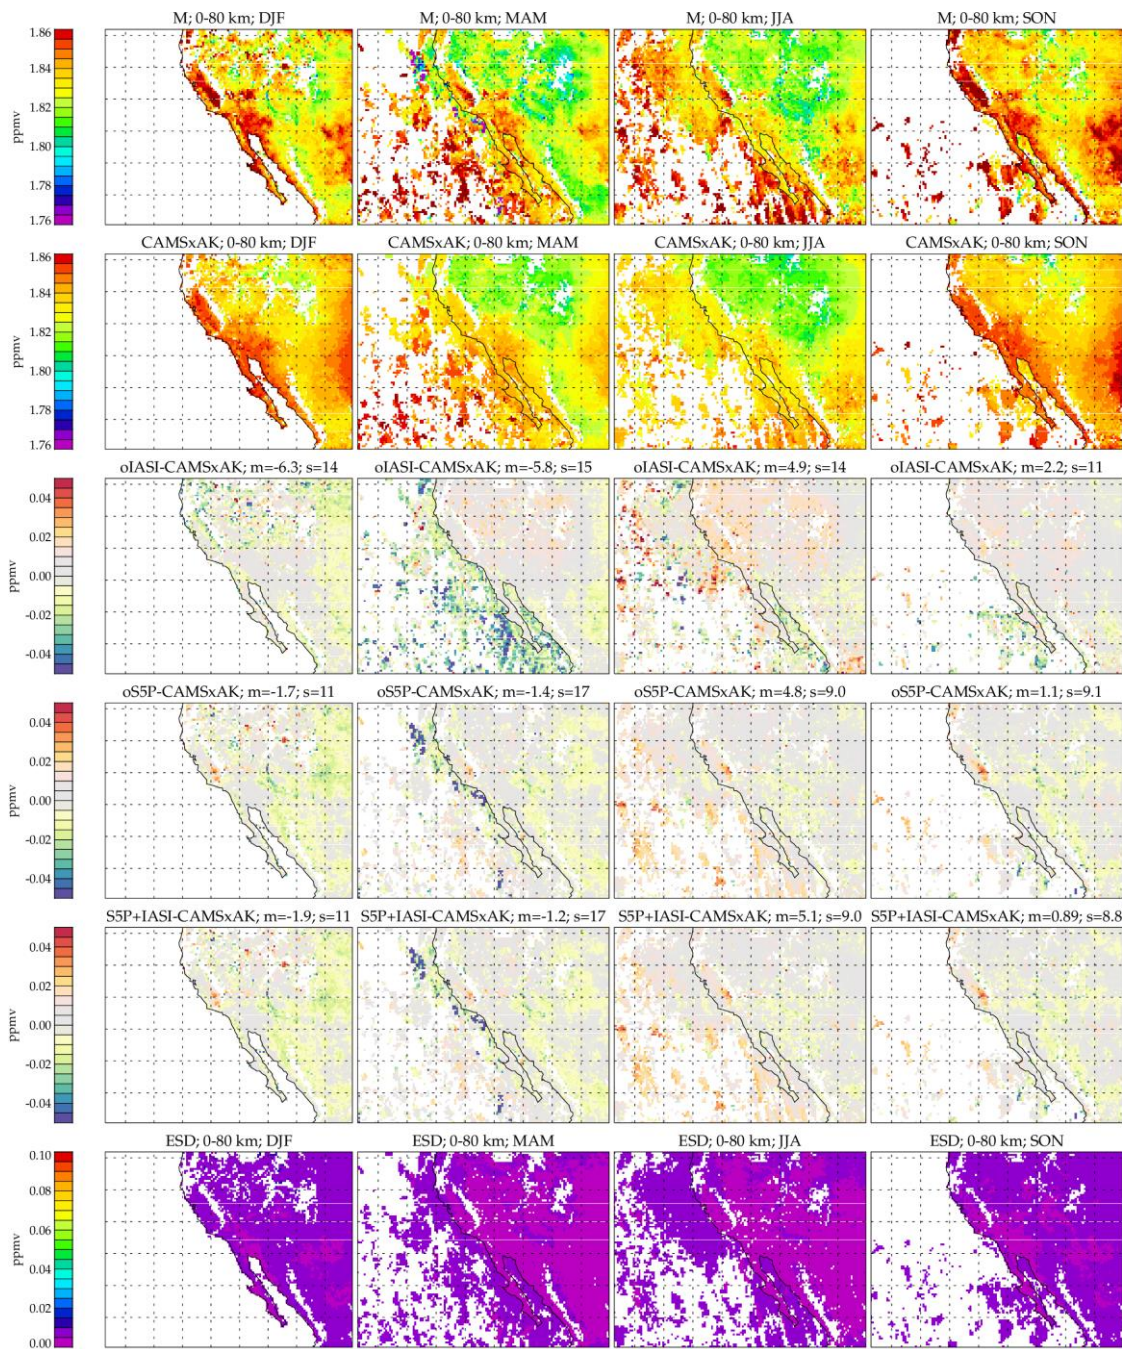 M; 0-80 km; DJF
M; 0-80 km; MAM
M; 0-80 km; JJA
M; 0-80 km; SON
1.86
1.84
1.82
1.80
1.78
1.76
ppmv
CAMSxAK; 0-80 km; DJF
CAMSxAK; 0-80 km; MAM
CAMSxAK; 0-80 km; JJA
CAMSxAK; 0-80 km; SON
1.86
1.84
1.82
1.80
1.78
1.76
ppmv
oIASI-CAMSxAK; m=-6.3; s=14
oIASI-CAMSxAK; m=-5.8; s=15
oIASI-CAMSxAK; m=4.9; s=14
oIASI-CAMSxAK; m=2.2; s=11
0.04
0.02
0.00
-0.02
-0.04
ppmv
oS5P-CAMSxAK; m=-1.7; s=11
oS5P-CAMSxAK; m=-1.4; s=17
oS5P-CAMSxAK; m=4.8; s=9.0
oS5P-CAMSxAK; m=1.1; s=9.1
0.04
0.02
0.00
-0.02
-0.04
ppmv
S5P+IASI-CAMSxAK; m=-1.9; s=11
S5P+IASI-CAMSxAK; m=-1.2; s=17
S5P+IASI-CAMSxAK; m=5.1; s=9.0
S5P+IASI-CAMSxAK; m=0.89; s=8.8
0.04
0.02
0.00
-0.02
-0.04
ppmv
ESD; 0-80 km; DJF
ESD; 0-80 km; MAM
ESD; 0-80 km; JJA
ESD; 0-80 km; SON
0.10
0.08
0.06
0.04
0.02
0.00
ppmv